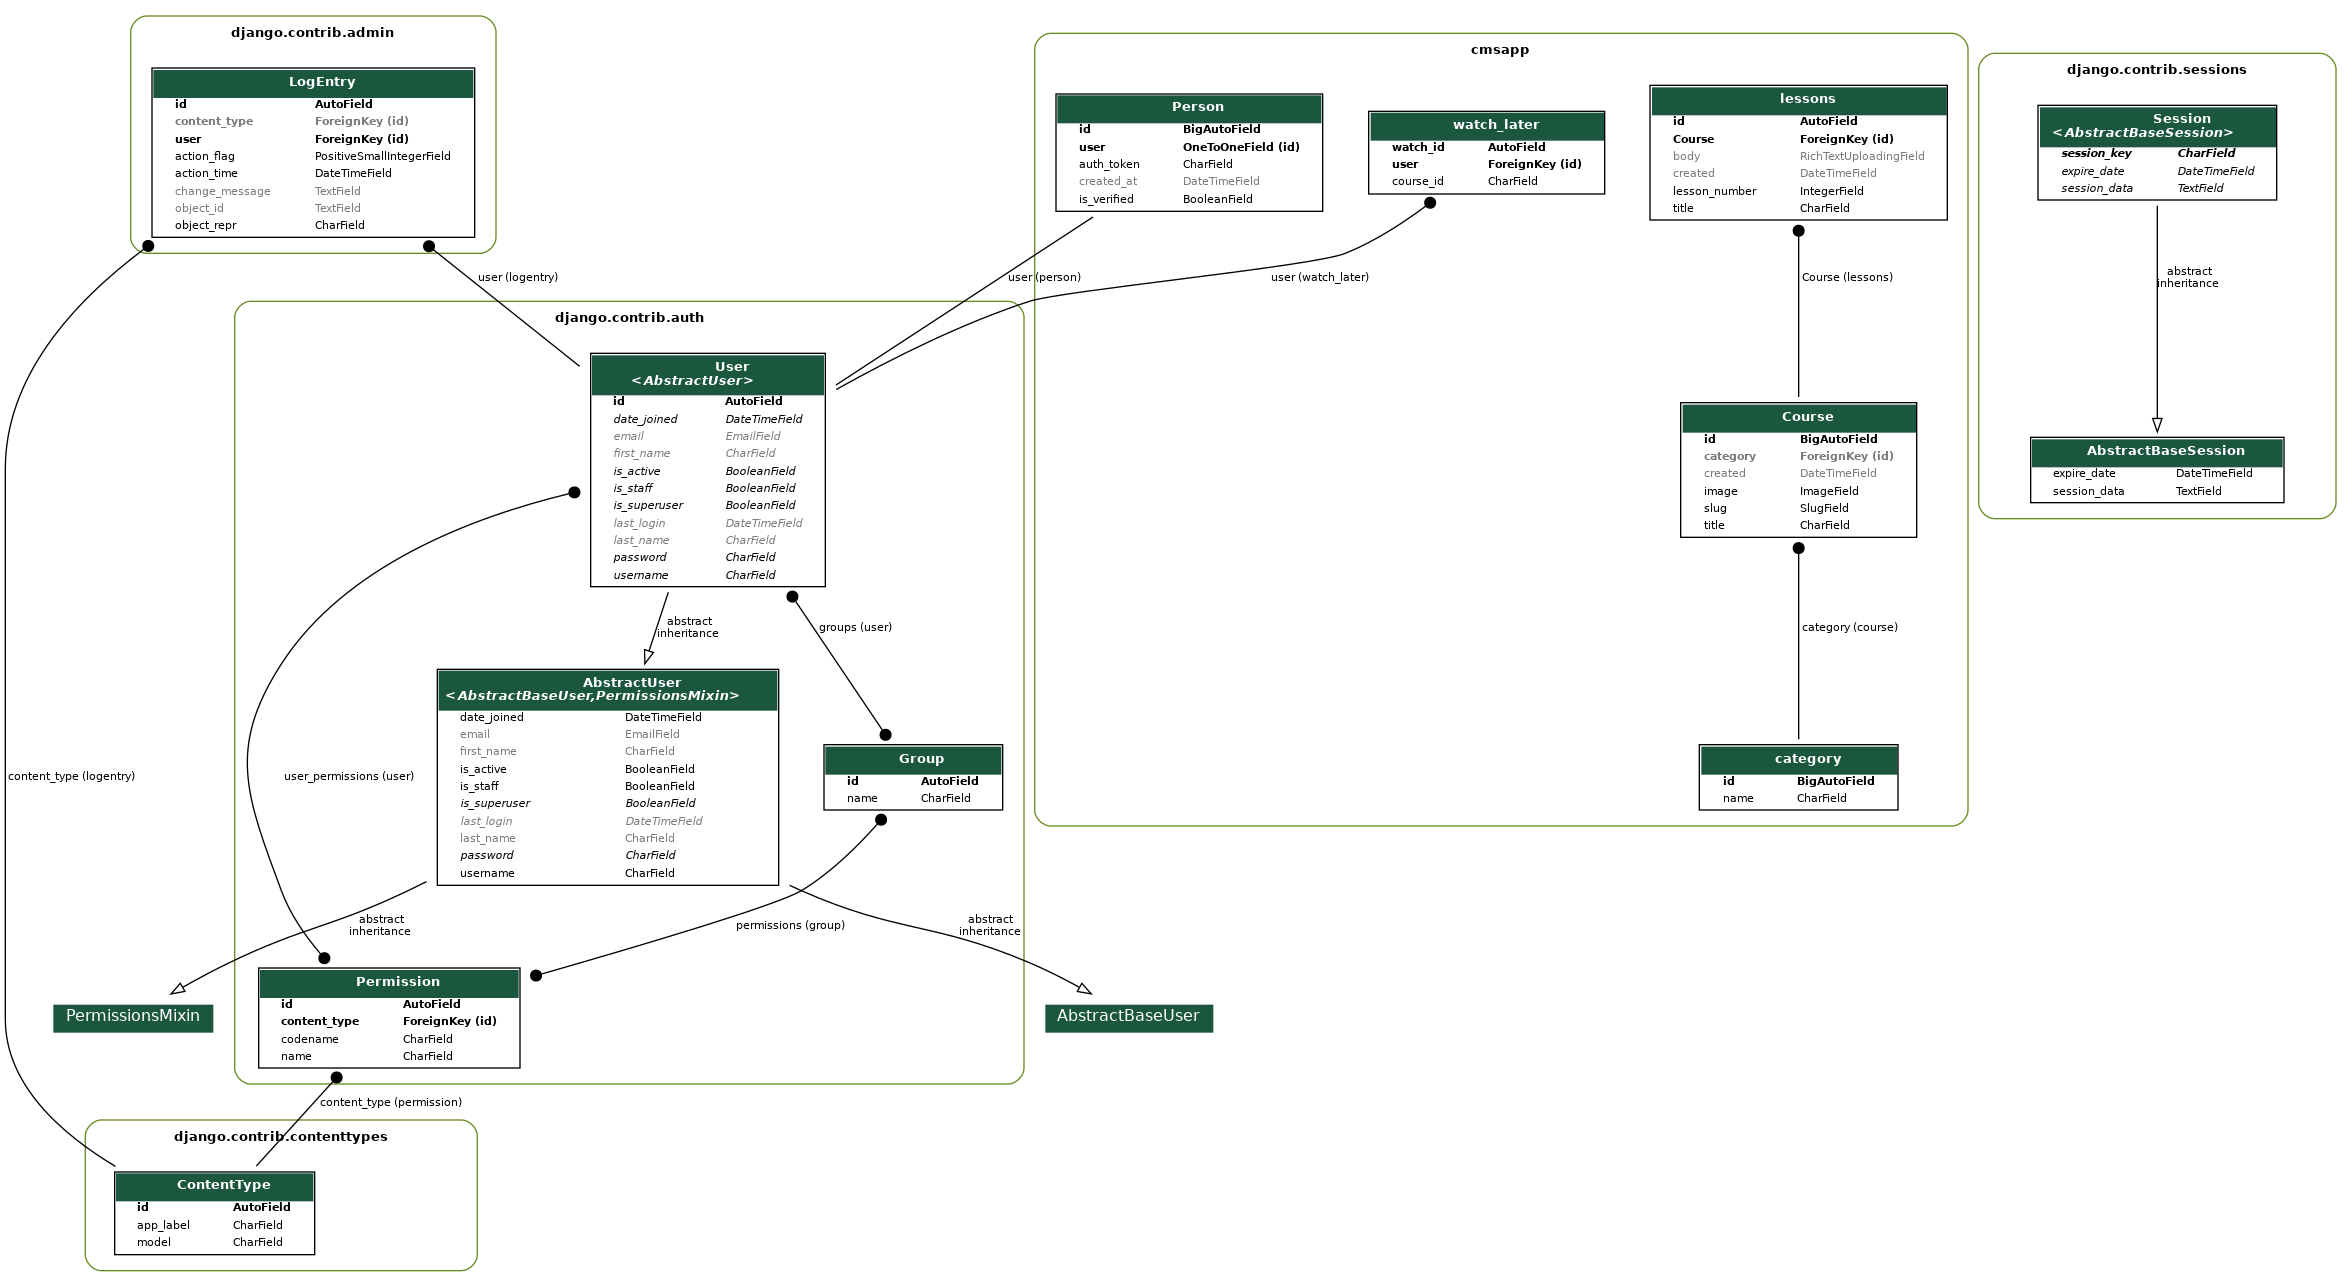 django.contrib.admin
LogEntry
id AutoField
content_type ForeignKey (id)
user ForeignKey (id)
action_flag PositiveSmallIntegerField
action_time DateTimeField
change_message TextField
object_id TextField
object_repr CharField
cmsapp
Person
id BigAutoField
user OneToOneField (id)
auth_token CharField
created_at DateTimeField
is_verified BooleanField
watch_later
watch_id AutoField
user ForeignKey (id)
course_id CharField
lessons
id AutoField
Course ForeignKey (id)
body RichTextUploadingField
created DateTimeField
lesson_number IntegerField
title CharField
django.contrib.sessions
Session
<AbstractBaseSession>
session_key CharField
expire_date DateTimeField
session_data TextField
user (logentry)
user (person)
user (watch_later)
Course (lessons)
abstract
inheritance
django.contrib.auth
User
<AbstractUser>
id AutoField
date_joined DateTimeField
email EmailField
first_name CharField
is_active BooleanField
is_staff BooleanField
is_superuser BooleanField
last_login DateTimeField
last_name CharField
password CharField
username CharField
Course
id BigAutoField
category ForeignKey (id)
created DateTimeField
image ImageField
slug SlugField
title CharField
AbstractBaseSession
expire_date DateTimeField
session_data TextField
abstract
inheritance
groups (user)
category (course)
AbstractUser
<AbstractBaseUser,PermissionsMixin>
date_joined DateTimeField
email EmailField
first_name CharField
is_active BooleanField
is_staff BooleanField
is_superuser BooleanField
last_login DateTimeField
last_name CharField
password CharField
username CharField
Group
id AutoField
name CharField
category
id BigAutoField
name CharField
content_type (logentry)
user_permissions (user)
abstract
inheritance
permissions (group)
abstract
inheritance
PermissionsMixin
Permission
id AutoField
content_type ForeignKey (id)
codename CharField
name CharField
AbstractBaseUser
content_type (permission)
django.contrib.contenttypes
ContentType
id AutoField
app_label CharField
model CharField